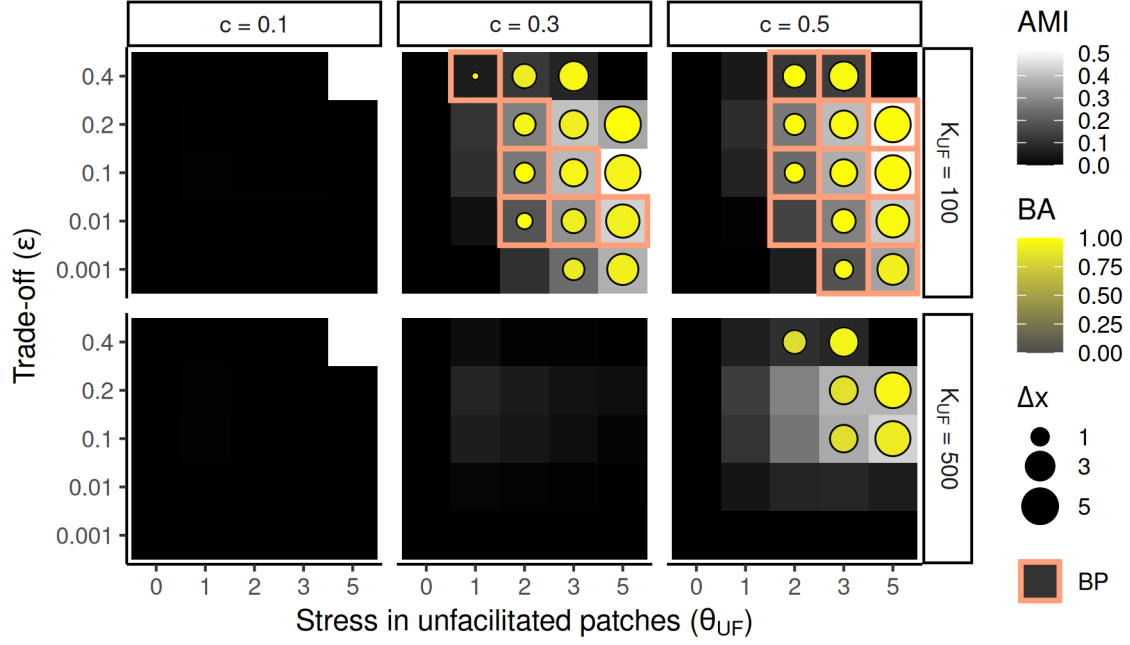 c = 0.1
c = 0.3
c = 0.5
Trade-off (ε)
0.4
0.2
0.1
0.01
0.001
K_UF = 100
0.4
0.2
0.1
0.01
0.001
K_UF = 500
0 1 2 3 5
0 1 2 3 5
0 1 2 3 5
Stress in unfacilitated patches (θ_UF)
AMI
0.5
0.4
0.3
0.2
0.1
0.0
BA
1.00
0.75
0.50
0.25
0.00
Δx
1
3
5
BP